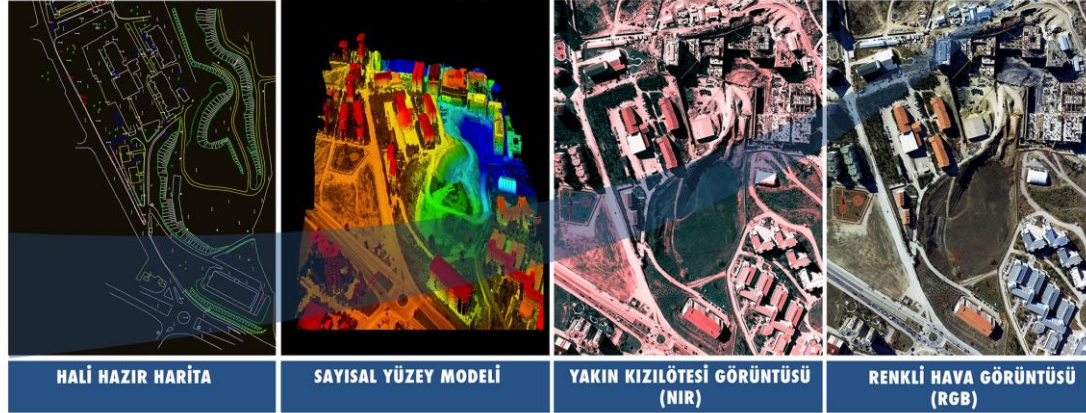 HALİ HAZIR HARİTA
SAYISAL YÜZEY MODELİ
YAKIN KIZILÖTESİ GÖRÜNTÜSÜ
(NIR)
RENKLİ HAVA GÖRÜNTÜSÜ
(RGB)